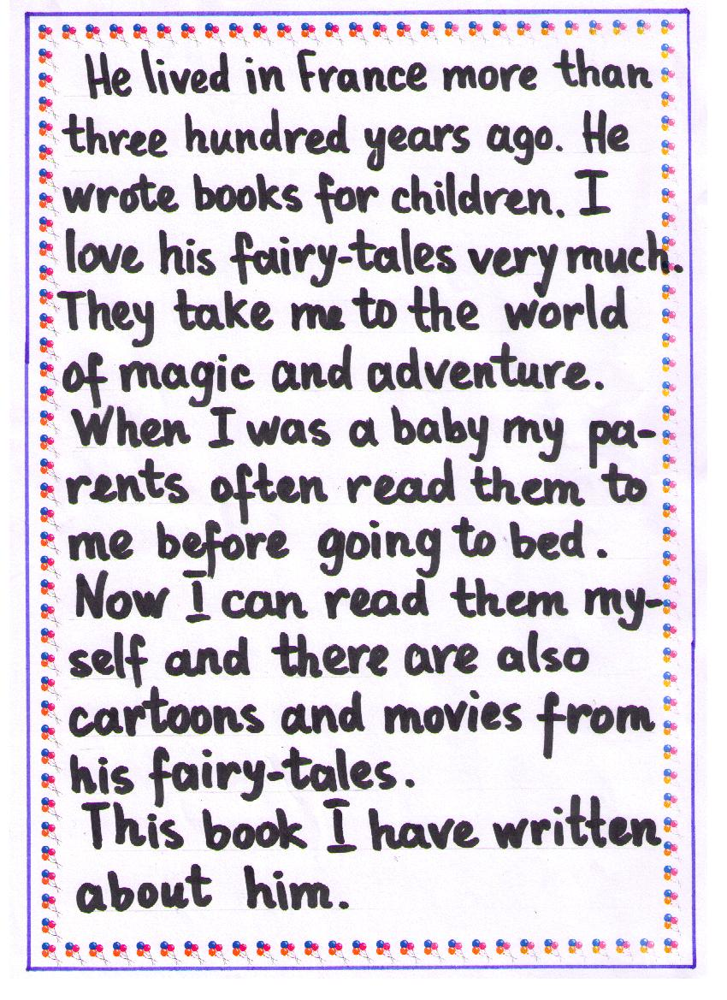 He lived in France more than
three hundred years ago. He
wrote books for children. I
love his fairy-tales very much.
They take me to the world
of magic and adventure.
When I was a baby my pa-
rents often read them to
me before going to bed.
Now I can read them my-
self and there are also
cartoons and movies from
his fairy-tales.
This book I have written
about him.